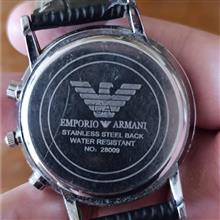 EMPORIO ARMANI
STAINLESS STEEL BACK
WATER RESISTANT
NO: 28009